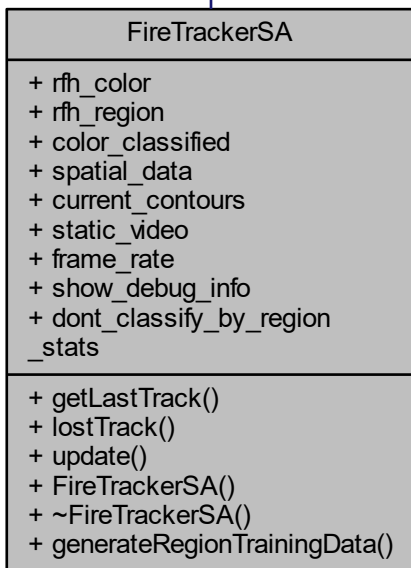 FireTrackerSA
+ rfh_color
+ rfh_region
+ color_classified
+ spatial_data
+ current_contours
+ static_video
+ frame_rate
+ show_debug_info
+ dont_classify_by_region
_stats
+ getLastTrack()
+ lostTrack()
+ update()
+ FireTrackerSA()
+ ~FireTrackerSA()
+ generateRegionTrainingData()